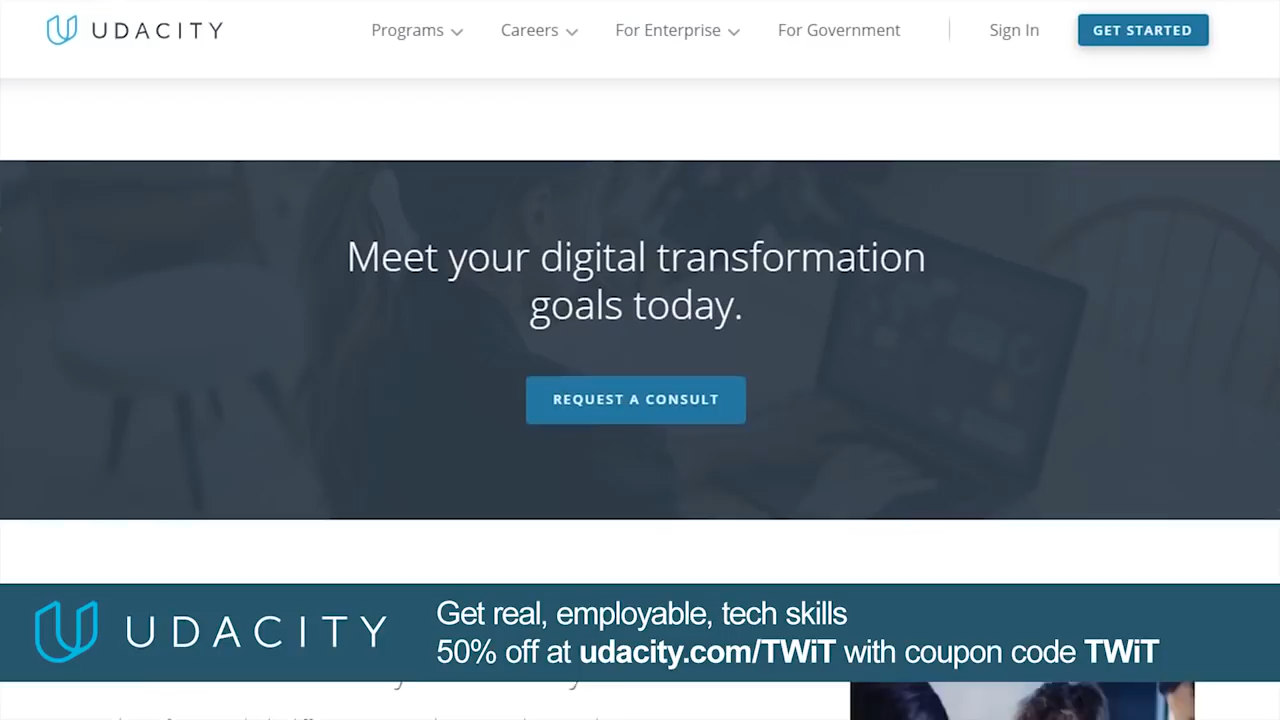 UDACITY
Programs
Careers
For Enterprise
For Government
Sign In
GET STARTED
Meet your digital transformation
goals today.
REQUEST A CONSULT
UDACITY
Get real, employable, tech skills
50% off at udacity.com/TWiT with coupon code TWiT